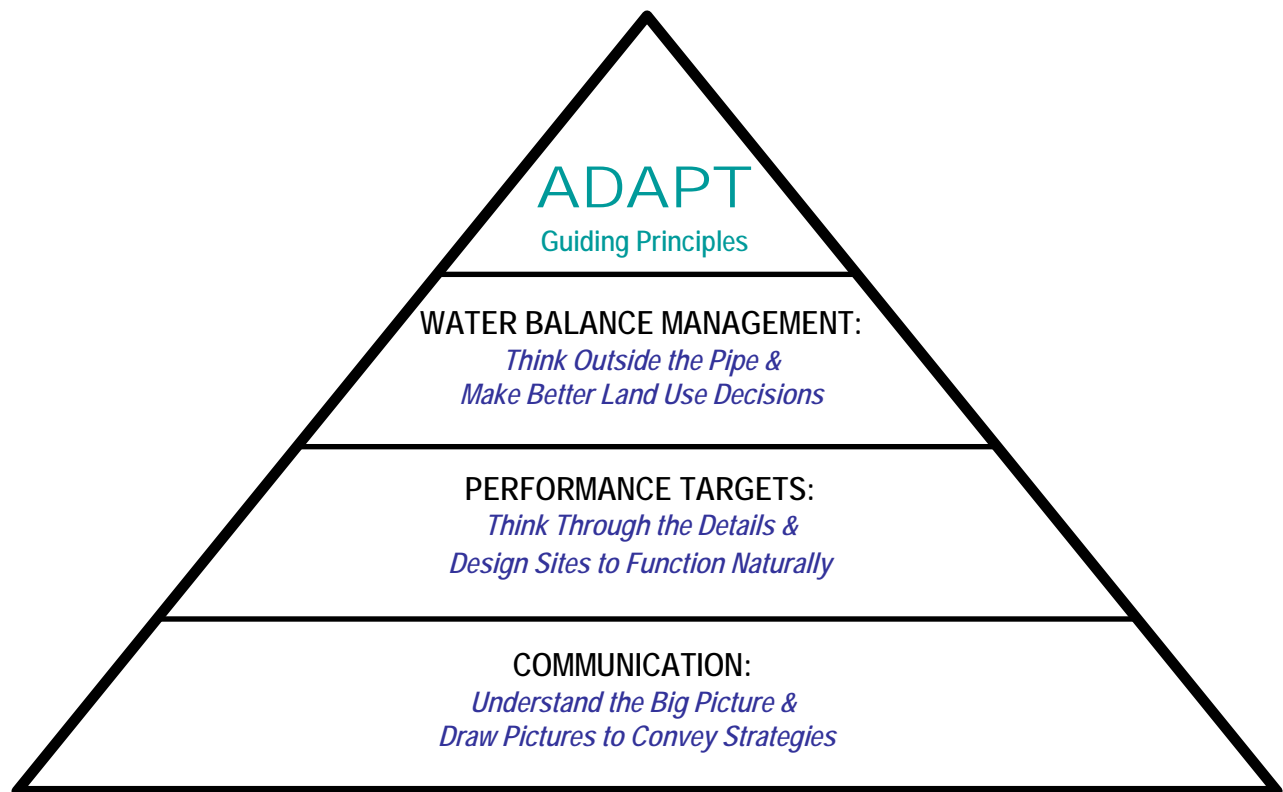 ADAPT
Guiding Principles
WATER BALANCE MANAGEMENT:
Think Outside the Pipe &
Make Better Land Use Decisions
PERFORMANCE TARGETS:
Think Through the Details &
Design Sites to Function Naturally
COMMUNICATION:
Understand the Big Picture &
Draw Pictures to Convey Strategies